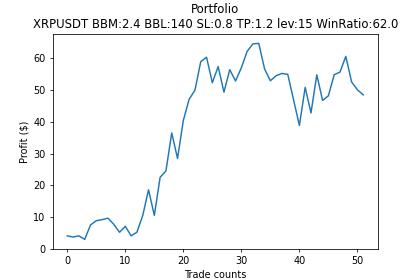 Portfolio
XRPUSDT BBM:2.4 BBL:140 SL:0.8 TP:1.2 lev:15 WinRatio:62.0
60
50
40
30
20
10
0
Profit ($)
0 10 20 30 40 50
Trade counts